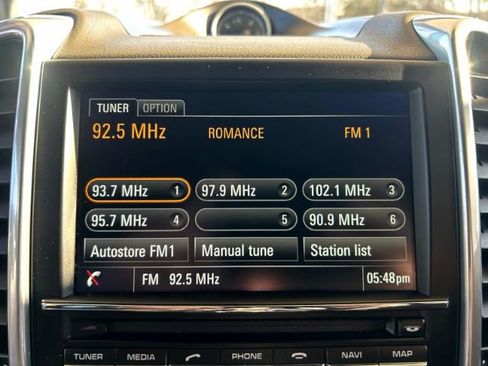 TUNER OPTION
92.5 MHz ROMANCE FM 1
93.7 MHz 1 97.9 MHz 2 102.1 MHz 3
95.7 MHz 4 5 90.9 MHz 6
Autostore FM1 Manual tune Station list
FM 92.5 MHz 05:48pm
TUNER MEDIA PHONE NAVI MAP